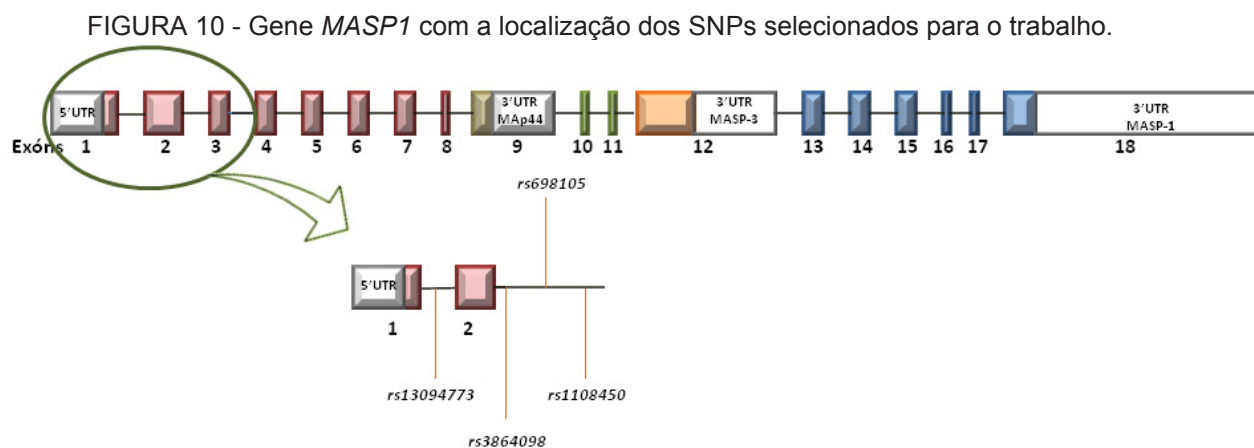 FIGURA 10 - Gene MASP1 com a localização dos SNPs selecionados para o trabalho.
5'UTR 3'UTR MAp44 3'UTR MASP-3 3'UTR MASP-1
Exóns 1 2 3 4 5 6 7 8 9 10 11 12 13 14 15 16 17 18
rs698105
5'UTR
1 2
rs13094773 rs1108450
rs3864098